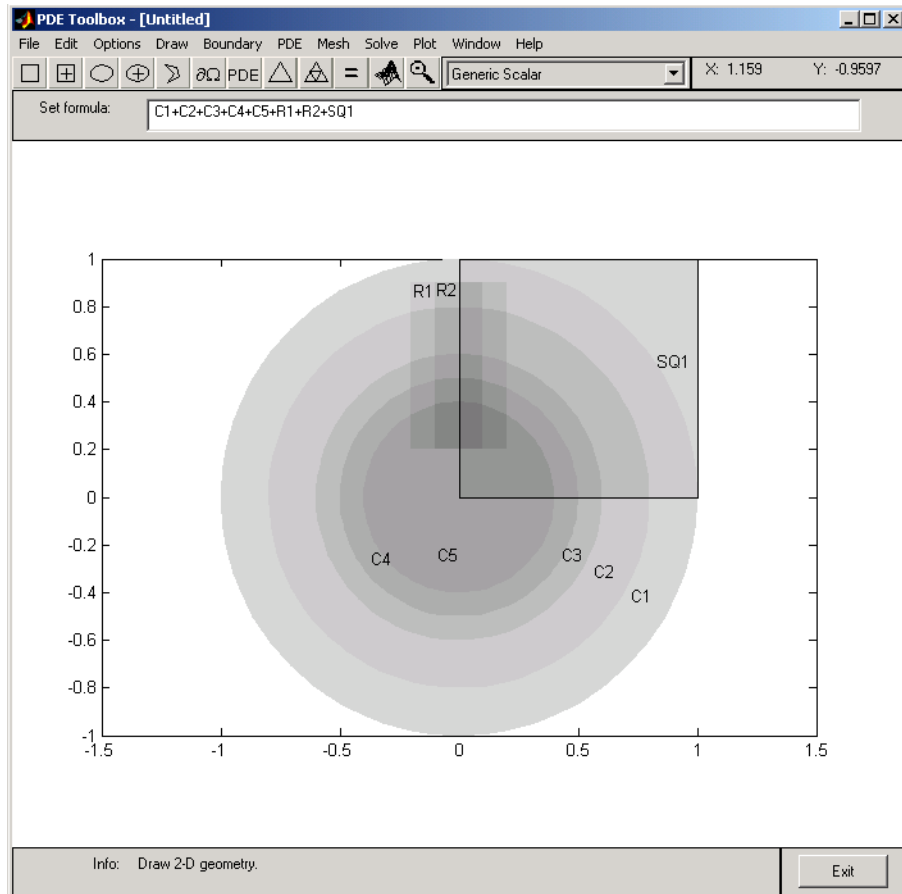 PDE Toolbox - [Untitled]
File Edit Options Draw Boundary PDE Mesh Solve Plot Window Help
∂Ω PDE = Generic Scalar X: 1.159 Y: -0.9597
Set formula: C1+C2+C3+C4+C5+R1+R2+SQ1
1
R1 R2
0.8
0.6
SQ1
0.4
0.2
0
C4 C5 C3
-0.2
C2
-0.4
C1
-0.6
-0.8
-1
-1.5 -1 -0.5 0 0.5 1 1.5
Info: Draw 2-D geometry.
Exit